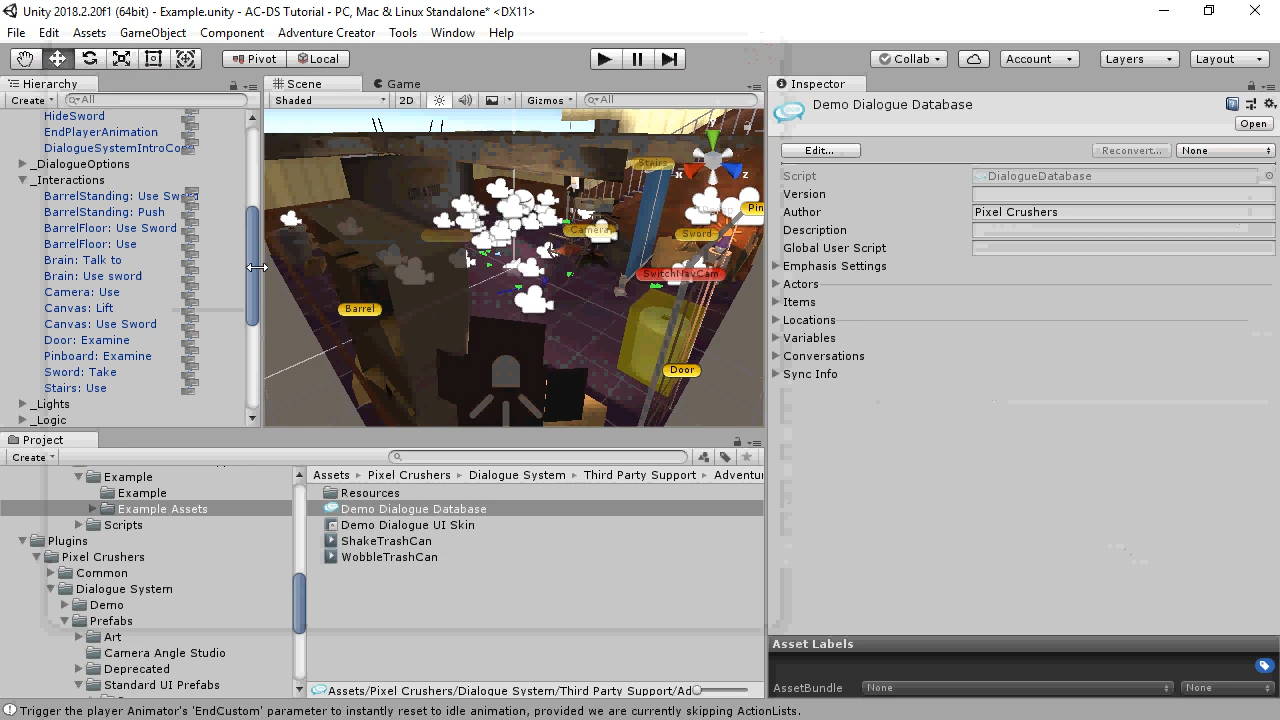 Unity 2018.2.20f1 (64bit) - Example.unity - AC-DS Tutorial - PC, Mac & Linux Standalone* <DX11>
File Edit Assets GameObject Component Adventure Creator Tools Window Help
Pivot Local Collab Account Layers Layout
Hierarchy
Create All
HideSword
EndPlayerAnimation
_DialogueOptions
_Interactions
BarrelStanding: Use Sword
BarrelStanding: Push
BarrelFloor: Use Sword
BarrelFloor: Use
Brain: Talk to
Brain: Use sword
Camera: Use
Canvas: Lift
Canvas: Use Sword
Door: Examine
Pinboard: Examine
Sword: Take
Stairs: Use
_Lights
_Logic
Scene Game
Shaded 2D Gizmos All
Stairs
x z
Pin
Camera
Sword
SwitchNavCam
Barrel
Door
Inspector
Demo Dialogue Database
Open
Edit... Reconvert... None
Script DialogueDatabase
Version
Author Pixel Crushers
Description
Global User Script
Emphasis Settings
Actors
Items
Locations
Variables
Conversations
Sync Info
Asset Labels
AssetBundle None None
Project
Create
Example
Example
Example Assets
Scripts
Plugins
Pixel Crushers
Common
Dialogue System
Demo
Prefabs
Art
Camera Angle Studio
Deprecated
Standard UI Prefabs
Assets Pixel Crushers Dialogue System Third Party Support Adventu
Resources
Demo Dialogue Database
Demo Dialogue UI Skin
ShakeTrashCan
WobbleTrashCan
Assets/Pixel Crushers/Dialogue System/Third Party Support/Ad
Trigger the player Animator's 'EndCustom' parameter to instantly reset to idle animation, provided we are currently skipping ActionLists.